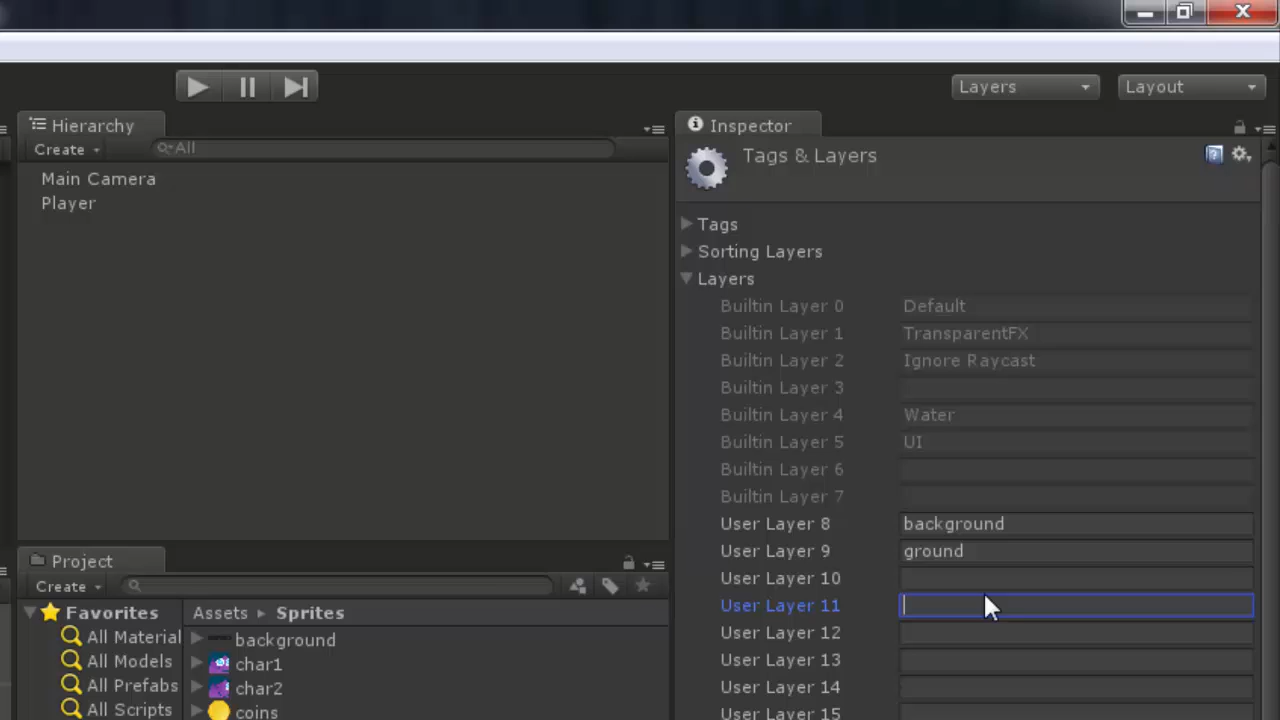 Layers
Layout
Hierarchy
Create
All
Main Camera
Player
Inspector
Tags & Layers
Tags
Sorting Layers
Layers
Builtin Layer 0 Default
Builtin Layer 1 TransparentFX
Builtin Layer 2 Ignore Raycast
Builtin Layer 3
Builtin Layer 4 Water
Builtin Layer 5 UI
Builtin Layer 6
Builtin Layer 7
User Layer 8 background
User Layer 9 ground
User Layer 10
User Layer 11
User Layer 12
User Layer 13
User Layer 14
User Layer 15
Project
Create
Favorites
All Material
All Models
All Prefabs
All Scripts
Assets Sprites
background
char1
char2
coins